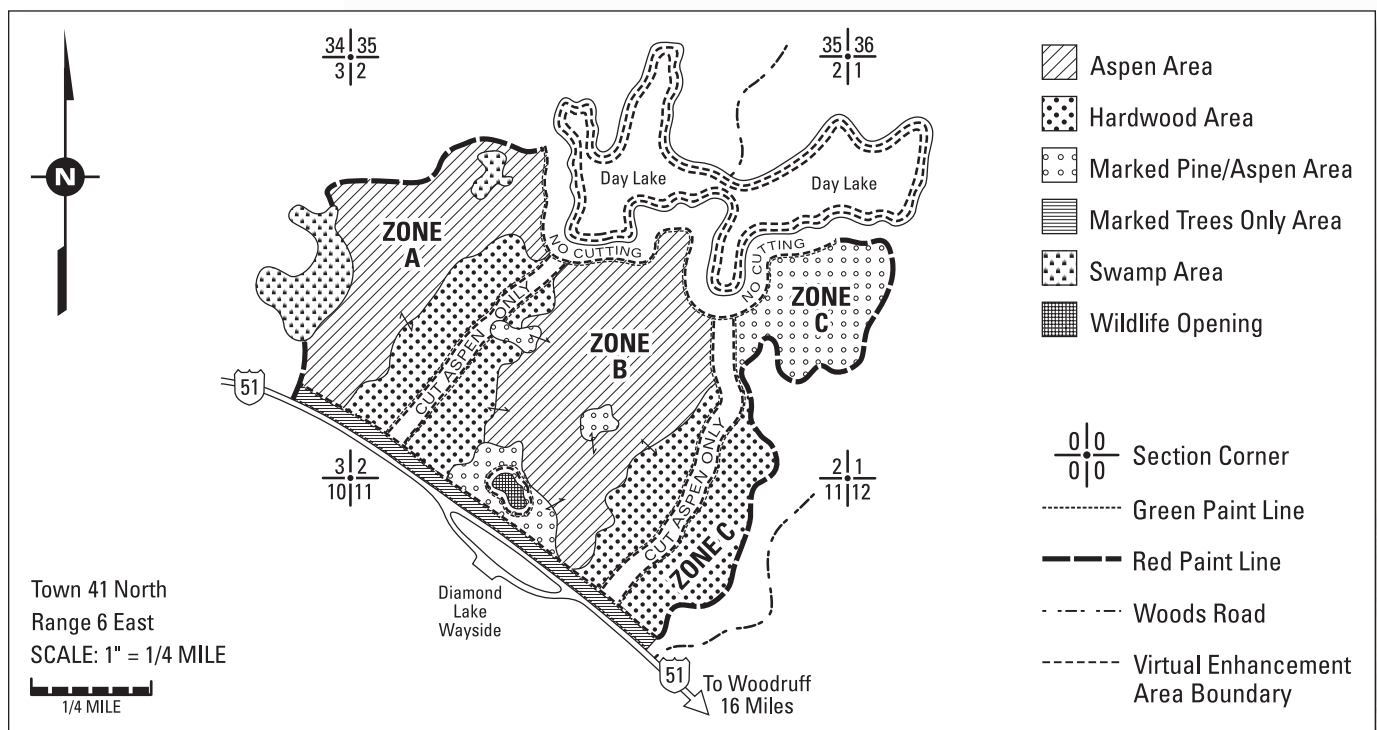 34 35
3 2
35 36
2 1
Aspen Area
Hardwood Area
Marked Pine/Aspen Area
Marked Trees Only Area
Swamp Area
Wildlife Opening
N
Day Lake
Day Lake
ZONE
A
NO CUTTING
NO CUTTING
ZONE
C
CUT ASPEN ONLY
ZONE
B
51
CUT ASPEN ONLY
ZONE C
3 2
10 11
2 1
11 12
0 0
0 0
Section Corner
Green Paint Line
Red Paint Line
Woods Road
Virtual Enhancement
Area Boundary
Diamond
Lake
Wayside
Town 41 North
Range 6 East
SCALE: 1" = 1/4 MILE
1/4 MILE
51
To Woodruff
16 Miles